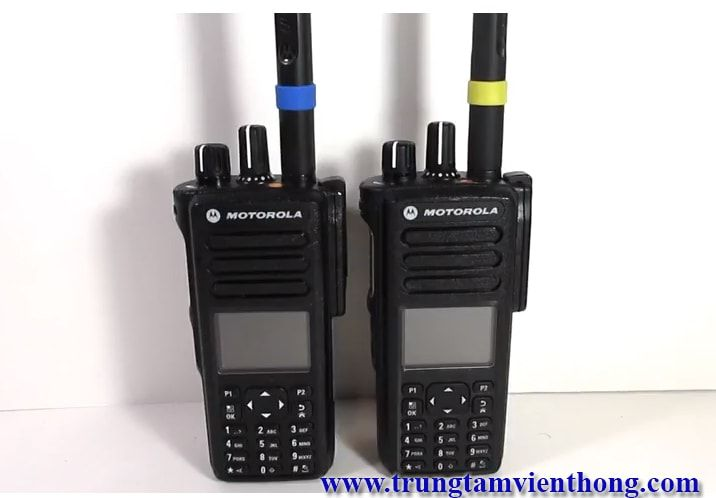 MOTOROLA
MOTOROLA
P1 P2
OK
1 2 ABC 3 DEF
4 GHI 5 JKL 6 MNO
7 PQRS 8 TUV 9 WXYZ
* 0 #
P1 P2
OK
1 2 ABC 3 DEF
4 GHI 5 JKL 6 MNO
7 PQRS 8 TUV 9 WXYZ
* 0 #
www.trungtamvienthong.com